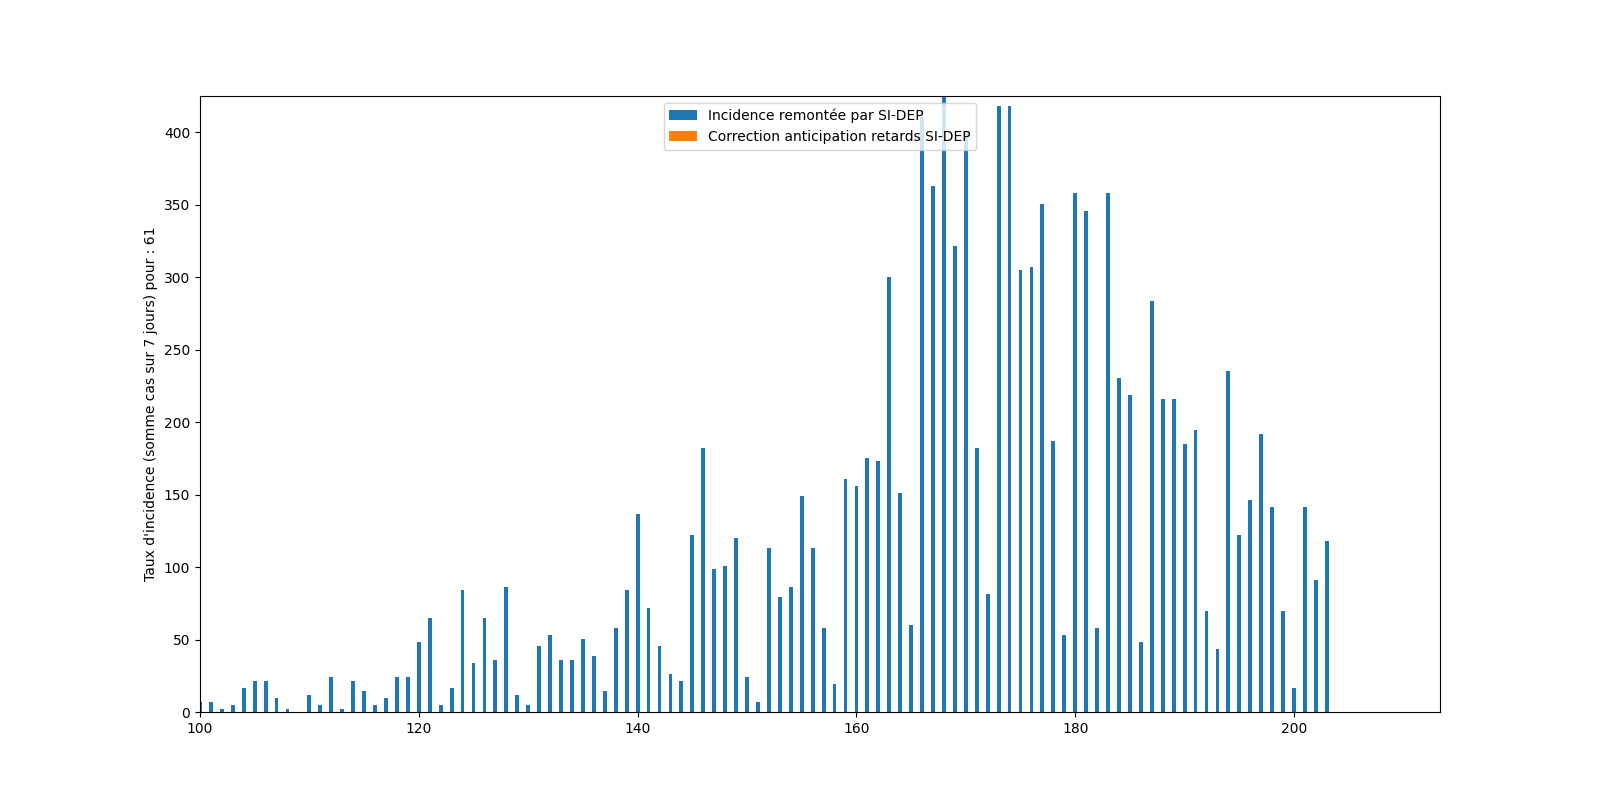 Incidence remontée par SI-DEP
Correction anticipation retards SI-DEP
Taux d'incidence (somme cas sur 7 jours) pour : 61
400
350
300
250
200
150
100
50
0
100 120 140 160 180 200